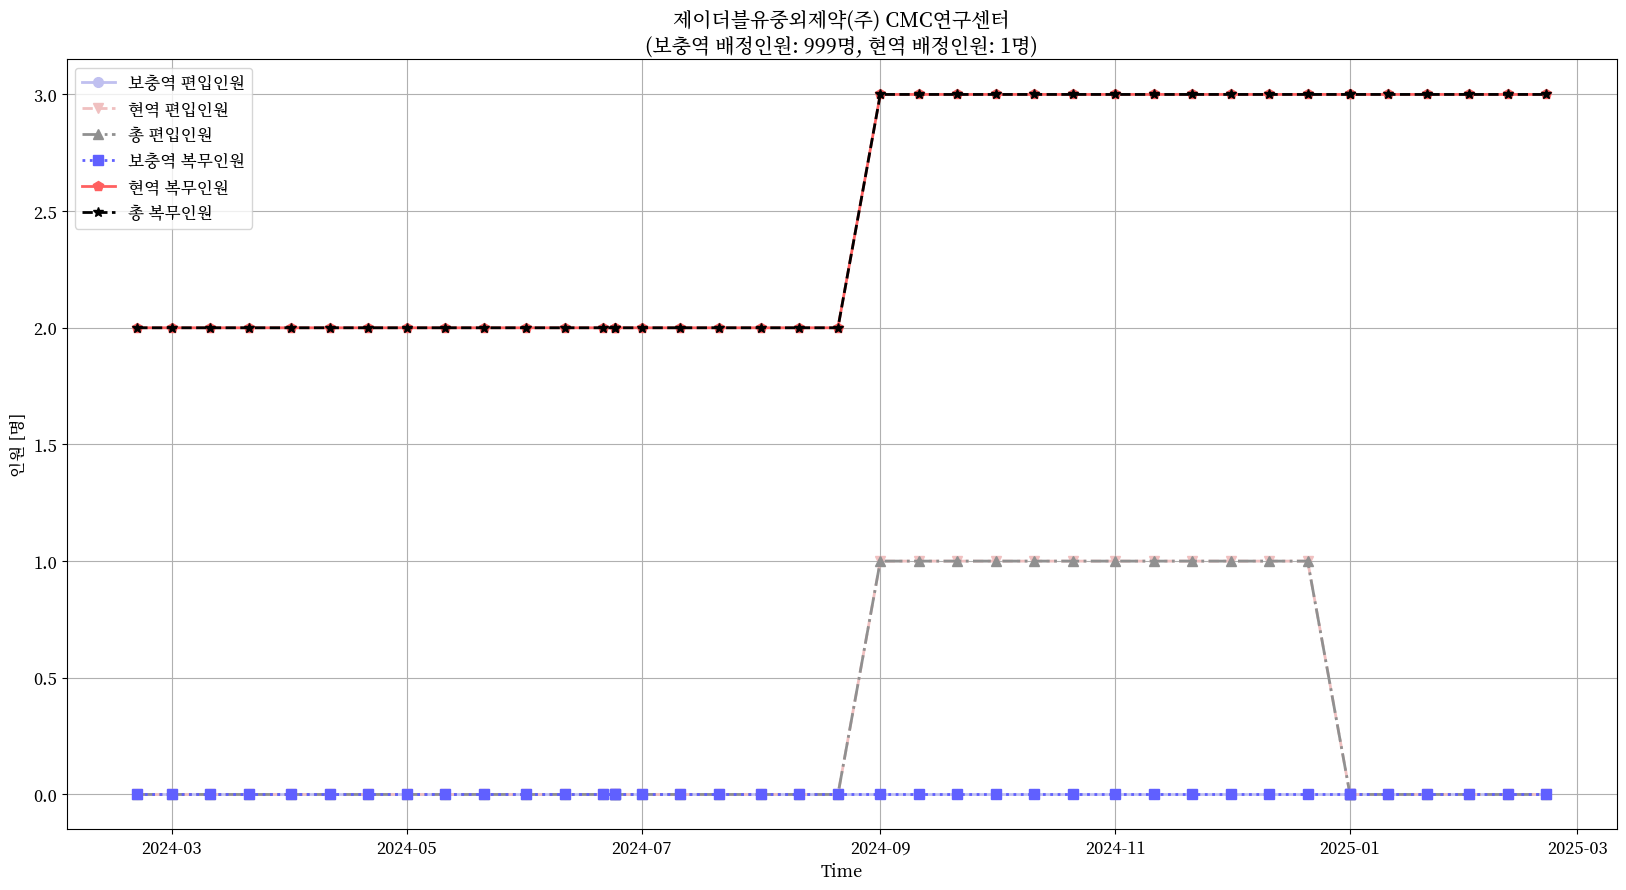 제이더블유중외제약(주) CMC연구센터
(보충역 배정인원: 999명, 현역 배정인원: 1명)
보충역 편입인원
현역 편입인원
총 편입인원
보충역 복무인원
현역 복무인원
총 복무인원
인원 [명]
3.0
2.5
2.0
1.5
1.0
0.5
0.0
2024-03
2024-05
2024-07
2024-09
2024-11
2025-01
2025-03
Time